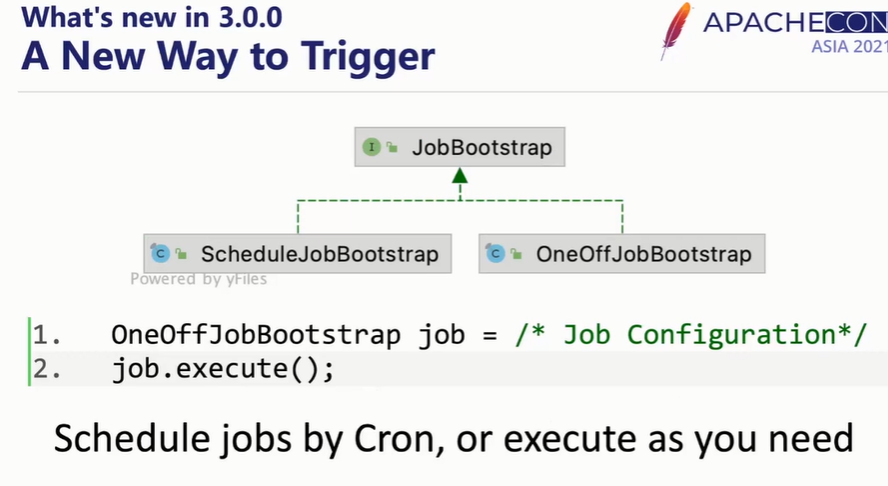 What's new in 3.0.0
A New Way to Trigger
APACHECON
ASIA 2021
I JobBootstrap
C ScheduleJobBootstrap
C OneOffJobBootstrap
Powered by yFiles
1. OneOffJobBootstrap job = /* Job Configuration*/
2. job.execute();
Schedule jobs by Cron, or execute as you need